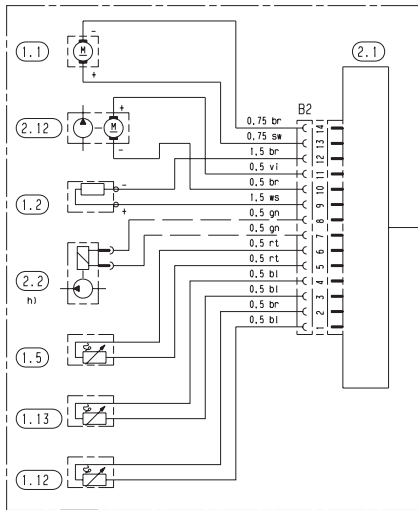 1.1
M
-
+
2.1
2.12
M
+
-
B2
0.75 br
14
0.75 sw
13
1.5 br
12
0.5 vi
11
0.5 br
10
1.5 ws
9
0.5 gn
8
0.5 gn
7
0.5 rt
6
0.5 rt
5
0.5 bl
4
0.5 bl
3
0.5 br
2
0.5 bl
1
1.2
-
+
2.2
h)
1.5
1.13
1.12